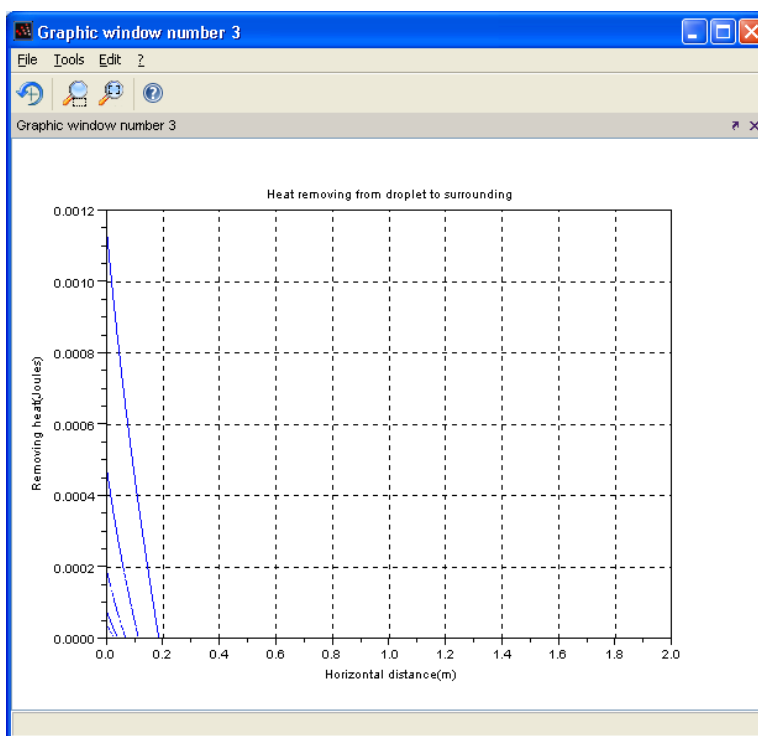 Graphic window number 3
File Tools Edit ?
Graphic window number 3
Heat removing from droplet to surrounding
Removing heat(Joules)
0.0012
0.0010
0.0008
0.0006
0.0004
0.0002
0.0000
0.0 0.2 0.4 0.6 0.8 1.0 1.2 1.4 1.6 1.8 2.0
Horizontal distance(m)